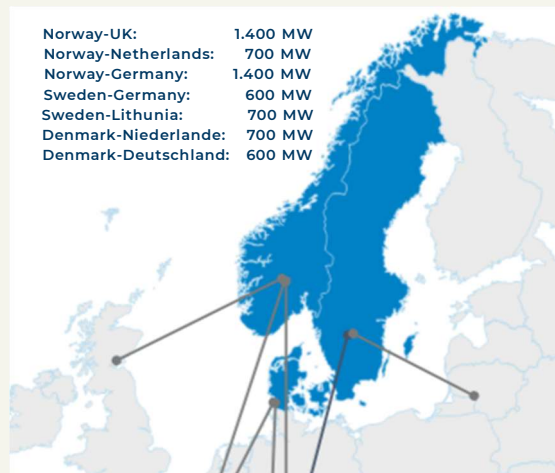 Norway-UK: 1.400 MW
Norway-Netherlands: 700 MW
Norway-Germany: 1.400 MW
Sweden-Germany: 600 MW
Sweden-Lithunia: 700 MW
Denmark-Niederlande: 700 MW
Denmark-Deutschland: 600 MW